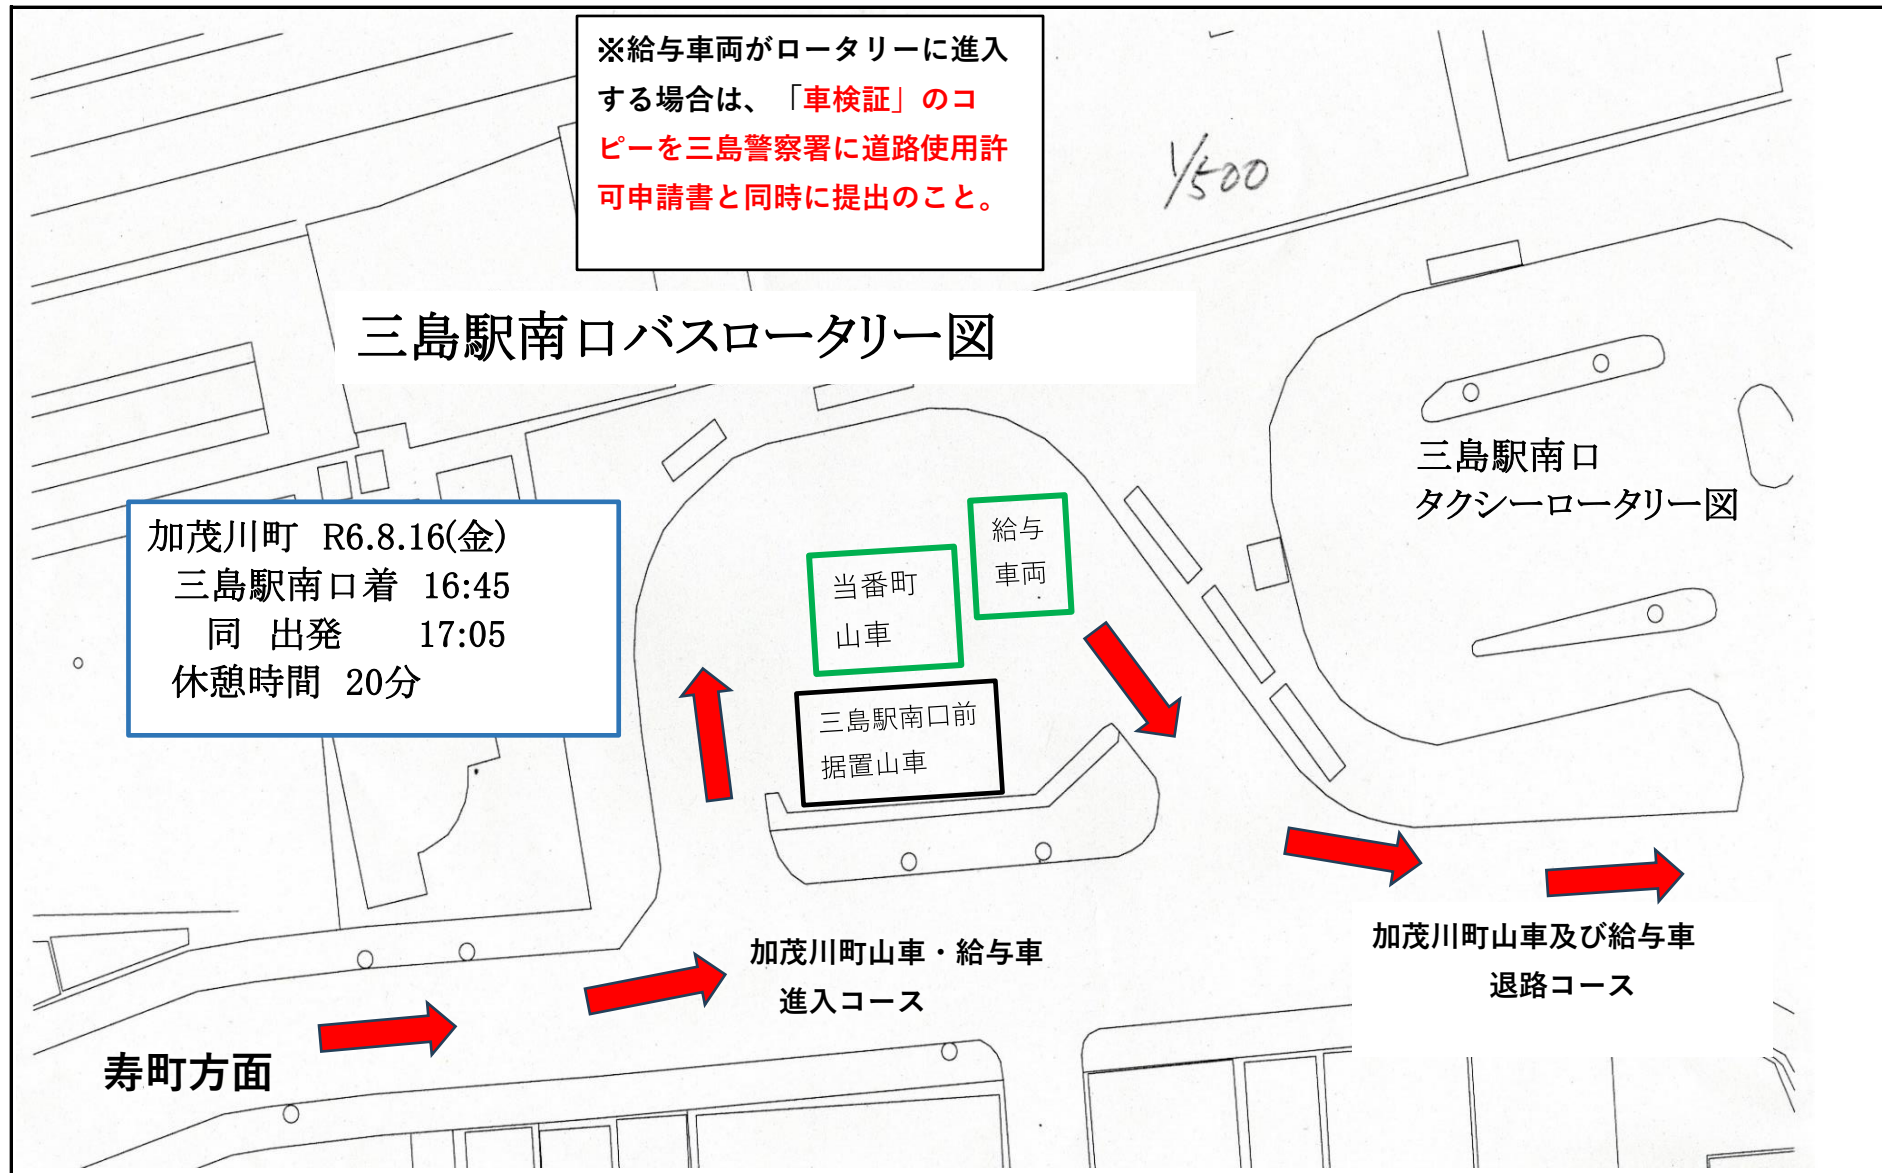 ※給与車両がロータリーに進入
する場合は、「車検証」のコ
ピーを三島警察署に道路使用許
可申請書と同時に提出のこと。
1/500
三島駅南口バスロータリー図
三島駅南口
タクシーロータリー図
加茂川町 R6.8.16(金)
三島駅南口着 16:45
同 出発 17:05
休憩時間 20分
給与
車両
当番町
山車
三島駅南口前
据置山車
加茂川町山車・給与車
進入コース
加茂川町山車及び給与車
退路コース
寿町方面